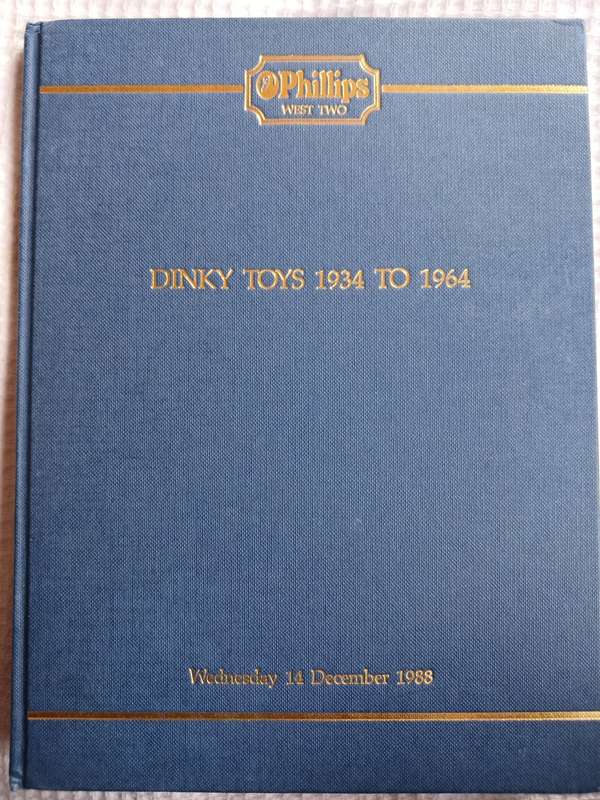 Phillips
WEST TWO
DINKY TOYS 1934 TO 1964
Wednesday 14 December 1988